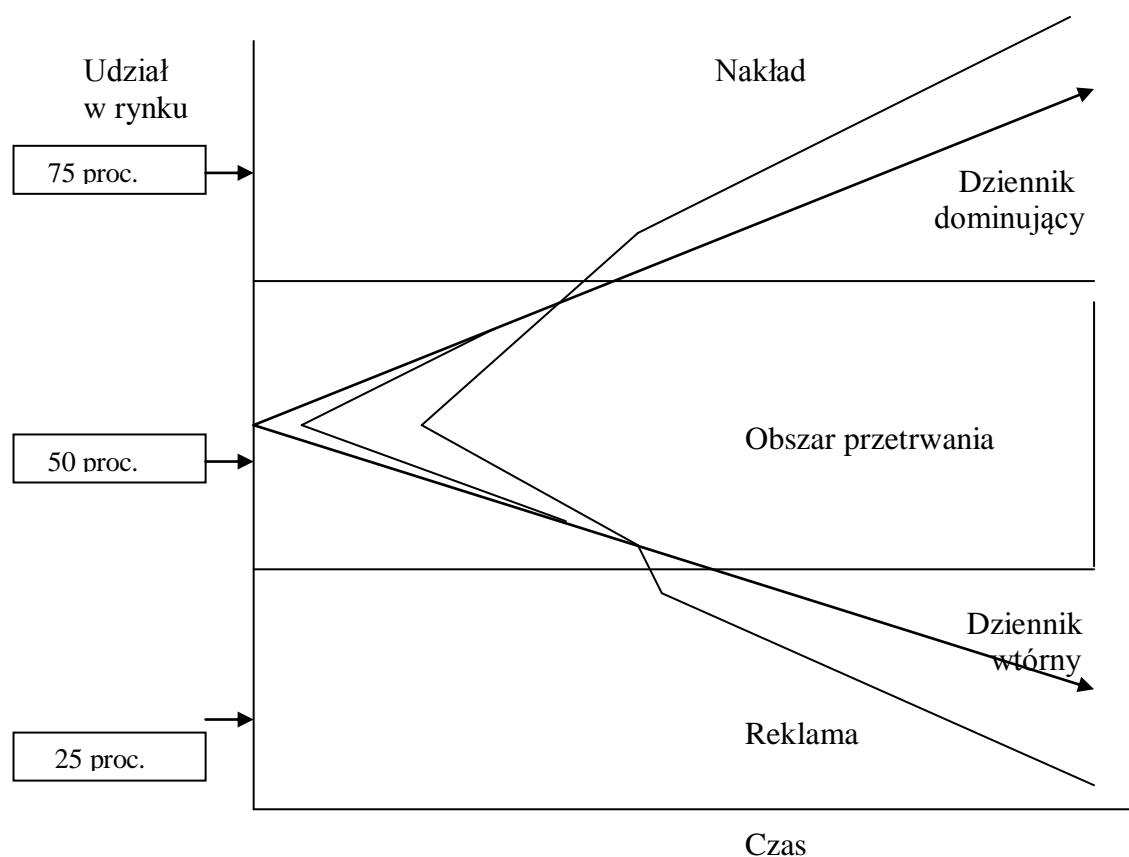 Udział
w rynku
Nakład
75 proc.
Dziennik
dominujący
50 proc.
Obszar przetrwania
Dziennik
wtórny
25 proc.
Reklama
Czas